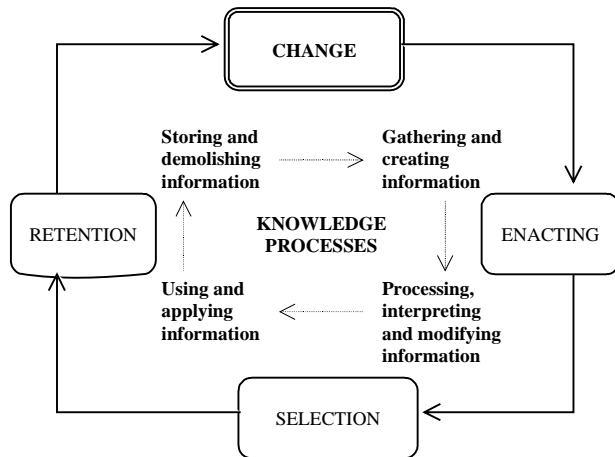 CHANGE
Storing and
demolishing
information
Gathering and
creating
information
RETENTION
KNOWLEDGE
PROCESSES
ENACTING
Using and
applying
information
Processing,
interpreting
and modifying
information
SELECTION